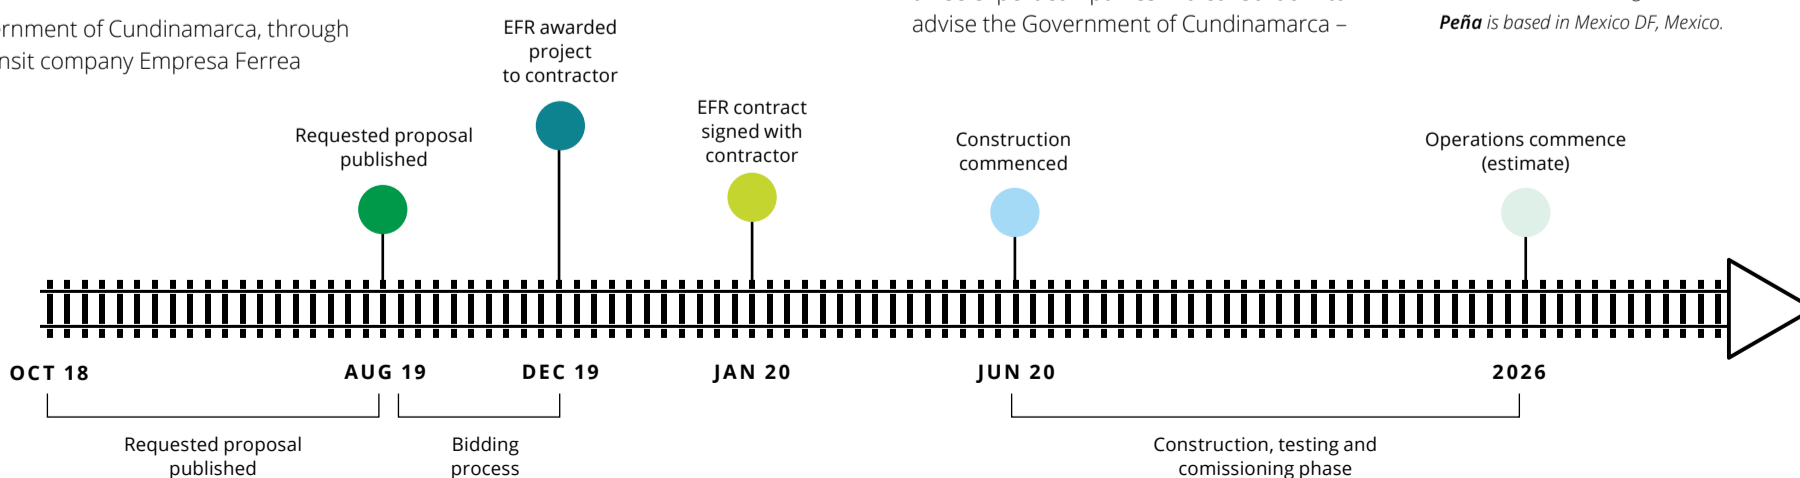 ernment of Cundinamarca, through
nsit company Empresa Ferrea
advise the Government of Cundinamarca –
Peña is based in Mexico DF, Mexico.
EFR awarded
project
to contractor
Requested proposal
published
EFR contract
signed with
contractor
Construction
commenced
Operations commence
(estimate)
OCT 18
AUG 19
DEC 19
JAN 20
JUN 20
2026
Requested proposal
published
Bidding
process
Construction, testing and
comissioning phase